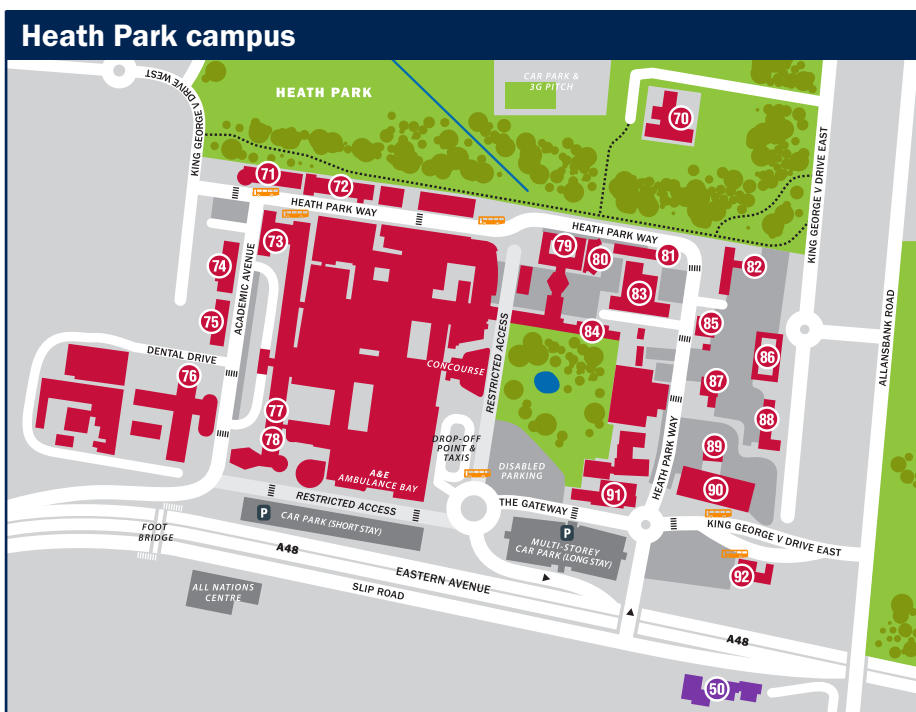 Heath Park campus
KING GEORGE V DRIVE WEST
HEATH PARK
CAR PARK &
3G PITCH
70
KING GEORGE V DRIVE EAST
71
72
HEATH PARK WAY
HEATH PARK WAY
73
74
75
ACADEMIC AVENUE
79
80
81
82
83
84
85
86
87
88
89
90
91
92
ALLANSBANK ROAD
DENTAL DRIVE
76
77
78
CONCOURSE
RESTRICTED ACCESS
HEATH PARK WAY
DROP-OFF
POINT &
TAXIS
DISABLED
PARKING
A&E
AMBULANCE BAY
RESTRICTED ACCESS
THE GATEWAY
KING GEORGE V DRIVE EAST
P
CAR PARK (SHORT STAY)
P
MULTI-STOREY
CAR PARK (LONG STAY)
FOOT
BRIDGE
A48
EASTERN AVENUE
SLIP ROAD
ALL NATIONS
CENTRE
A48
50